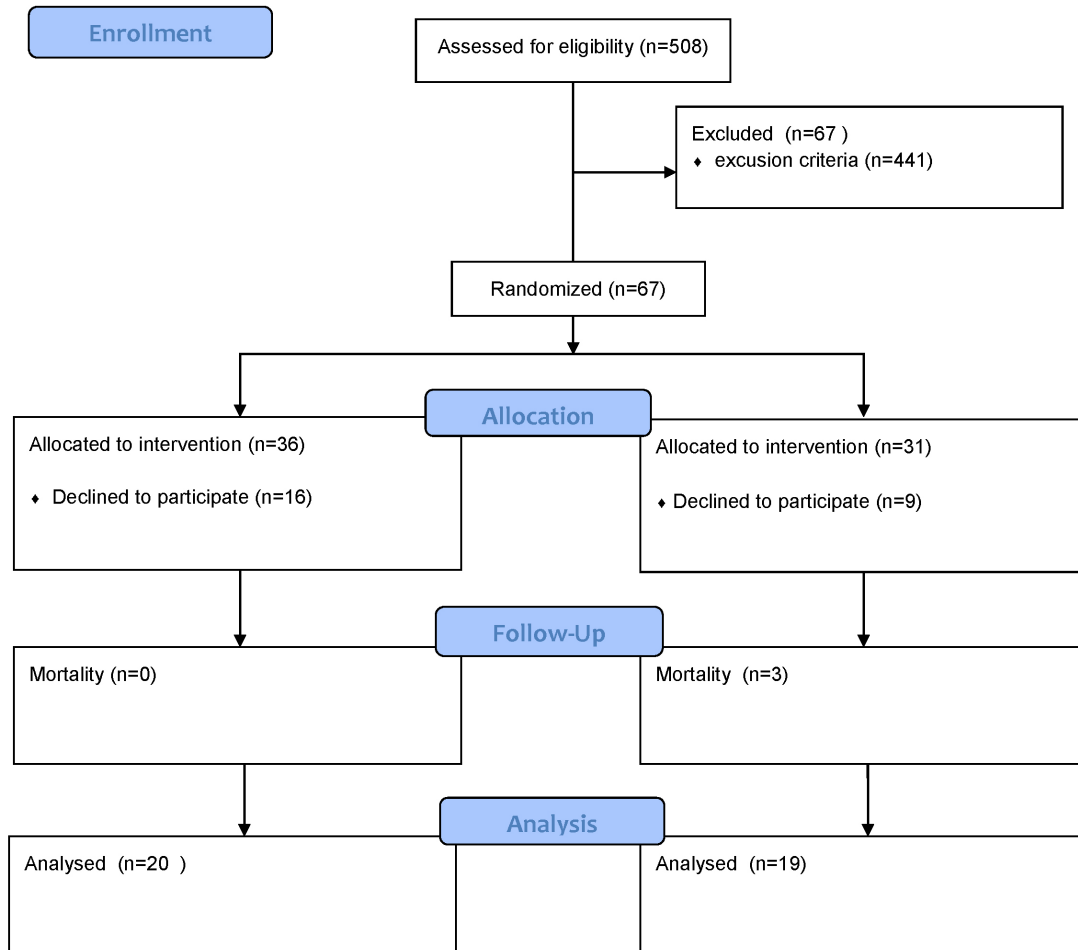 Enrollment
Assessed for eligibility (n=508)
Excluded (n=67 )
♦ excusion criteria (n=441)
Randomized (n=67)
Allocation
Allocated to intervention (n=36)
♦ Declined to participate (n=16)
Allocated to intervention (n=31)
♦ Declined to participate (n=9)
Follow-Up
Mortality (n=0)
Mortality (n=3)
Analysis
Analysed (n=20 )
Analysed (n=19)